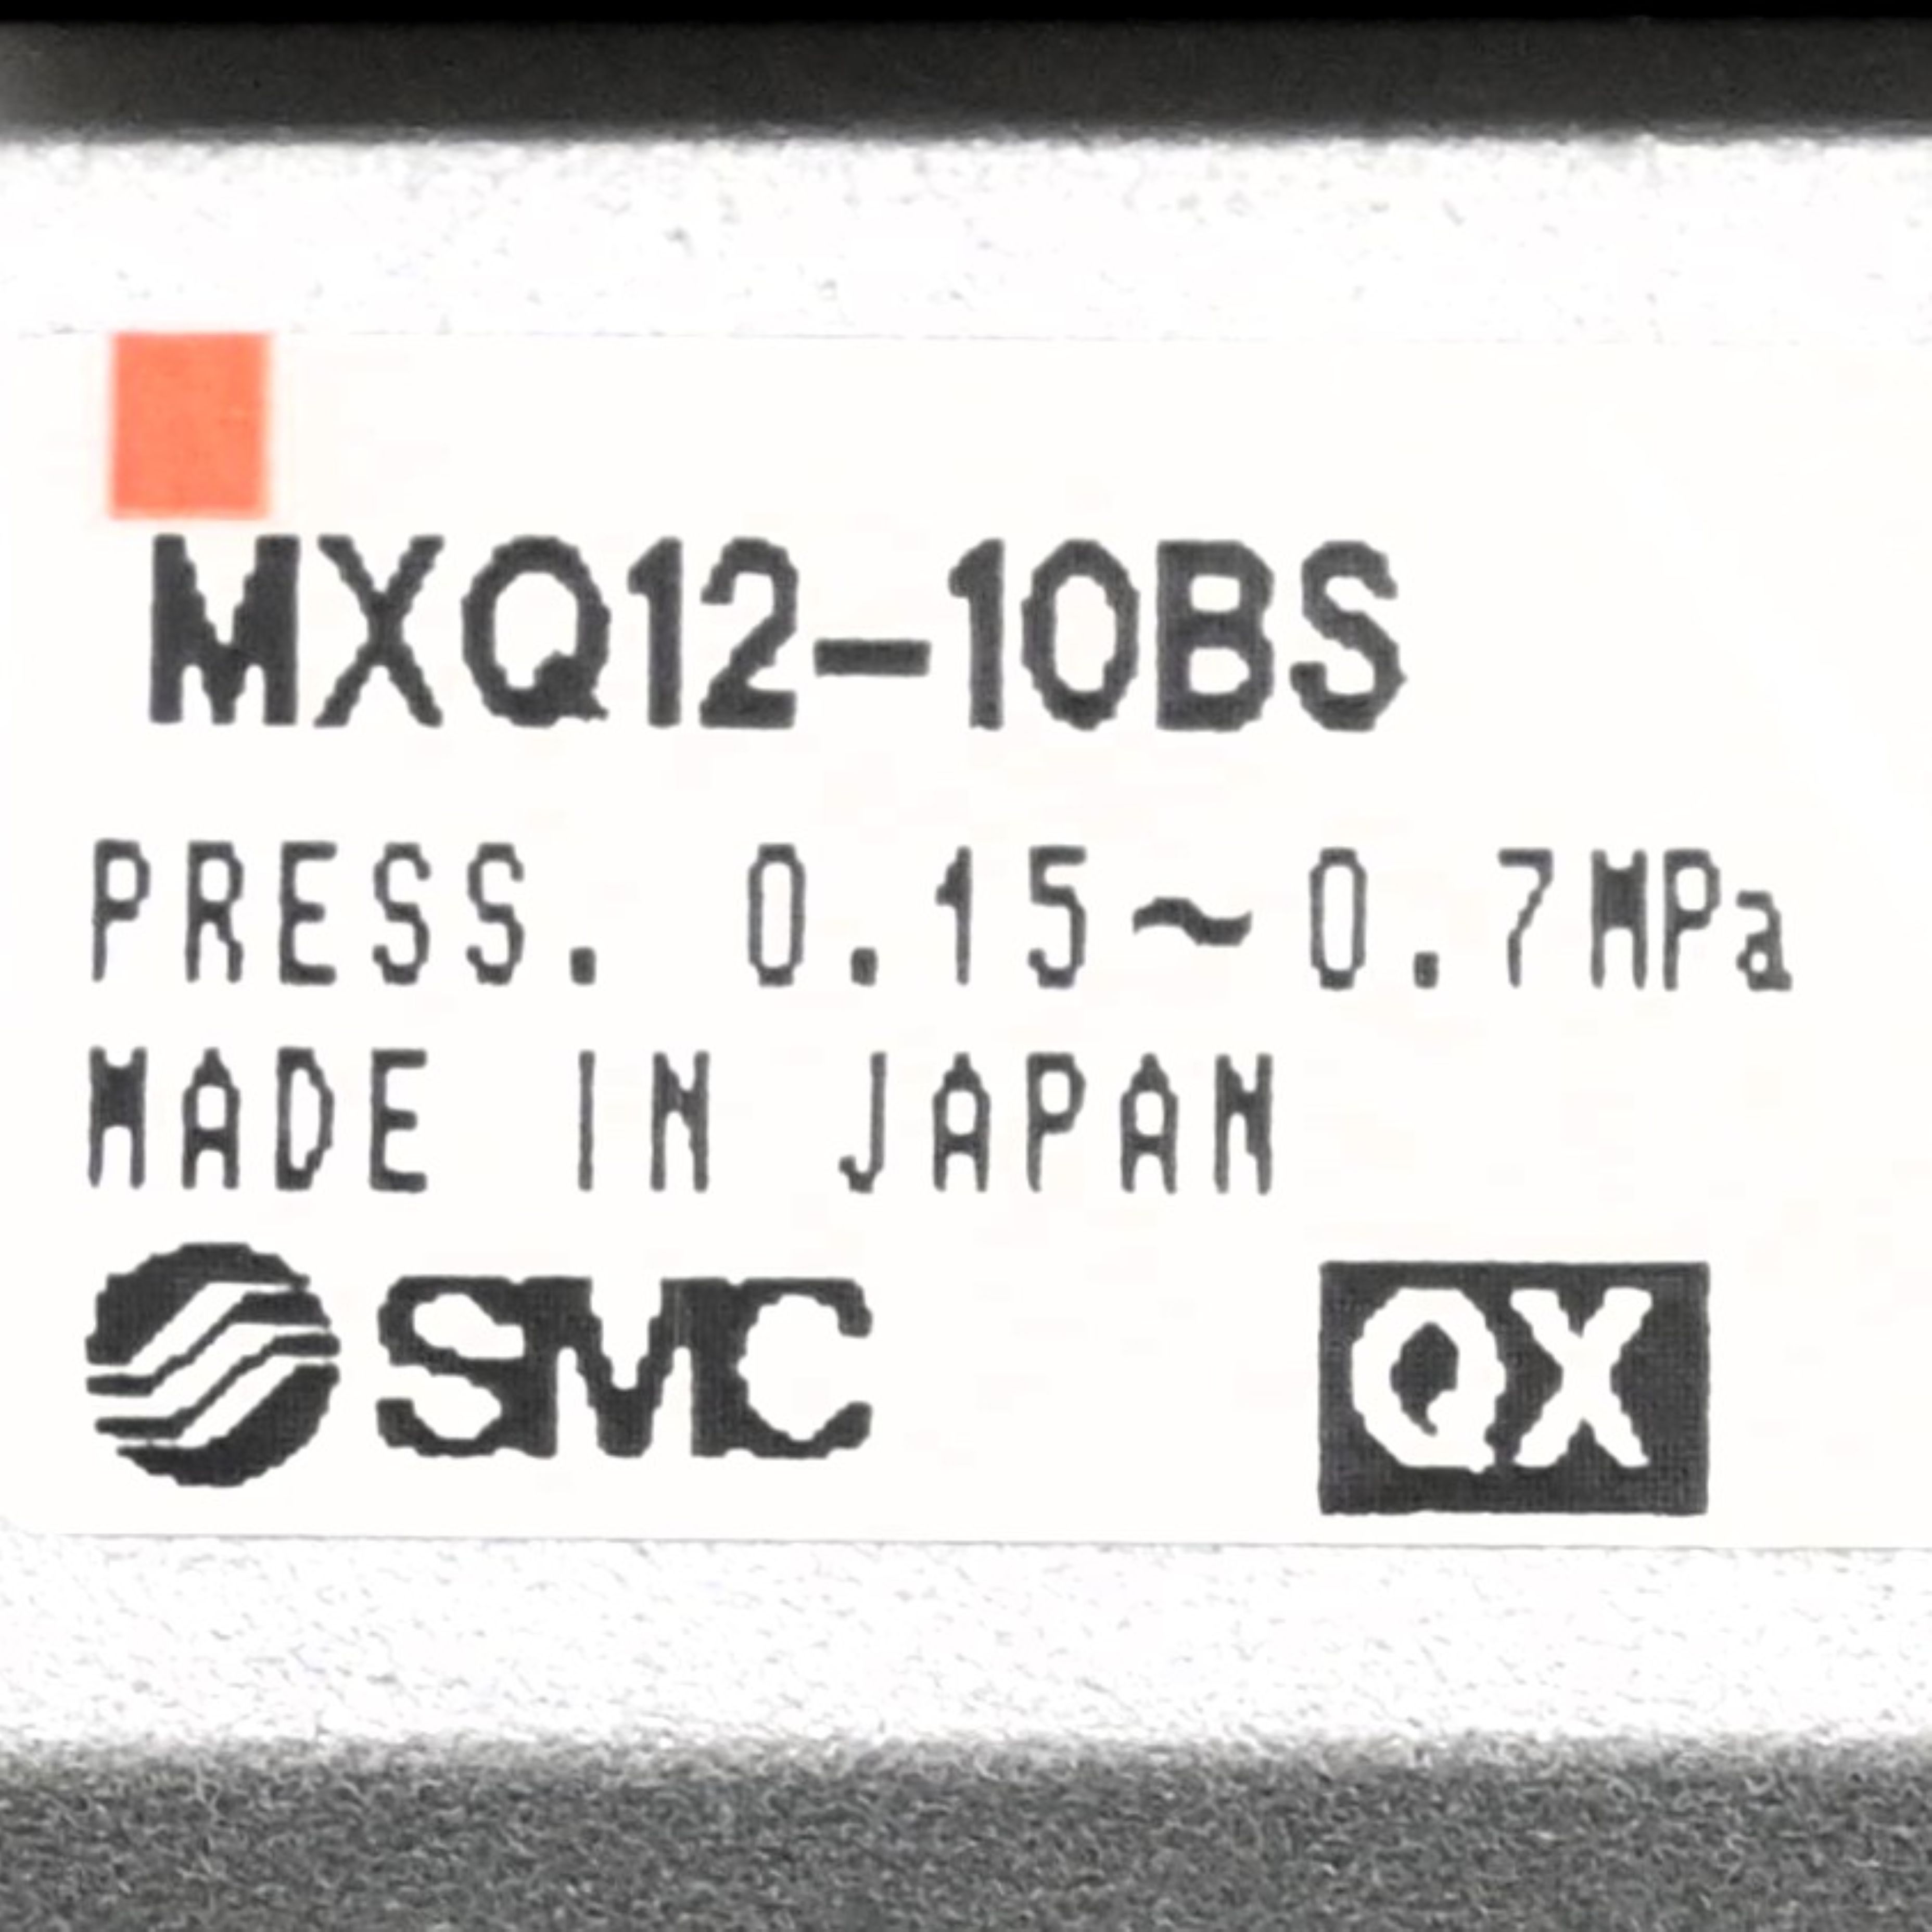 MXQ12-10BS
PRESS. 0.15~0.7MPa
MADE IN JAPAN
SMC QX